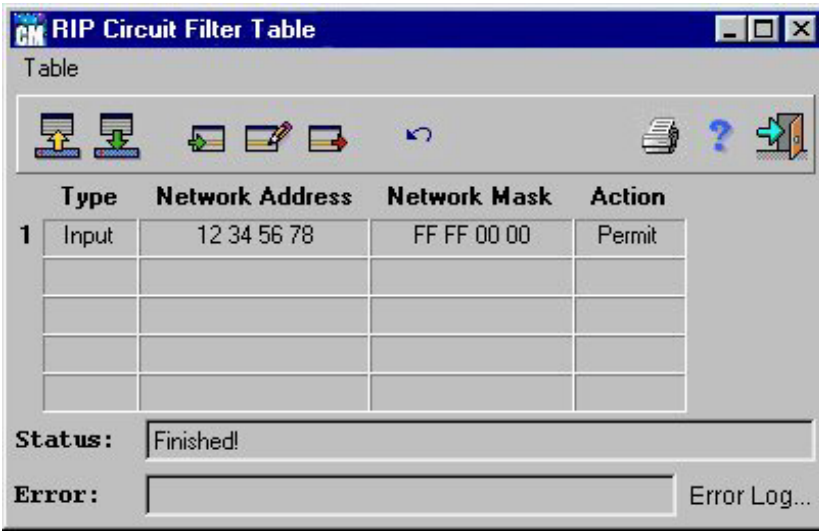 CM RIP Circuit Filter Table
Table
?
Type Network Address Network Mask Action
1 Input 12 34 56 78 FF FF 00 00 Permit
Status: Finished!
Error: Error Log...